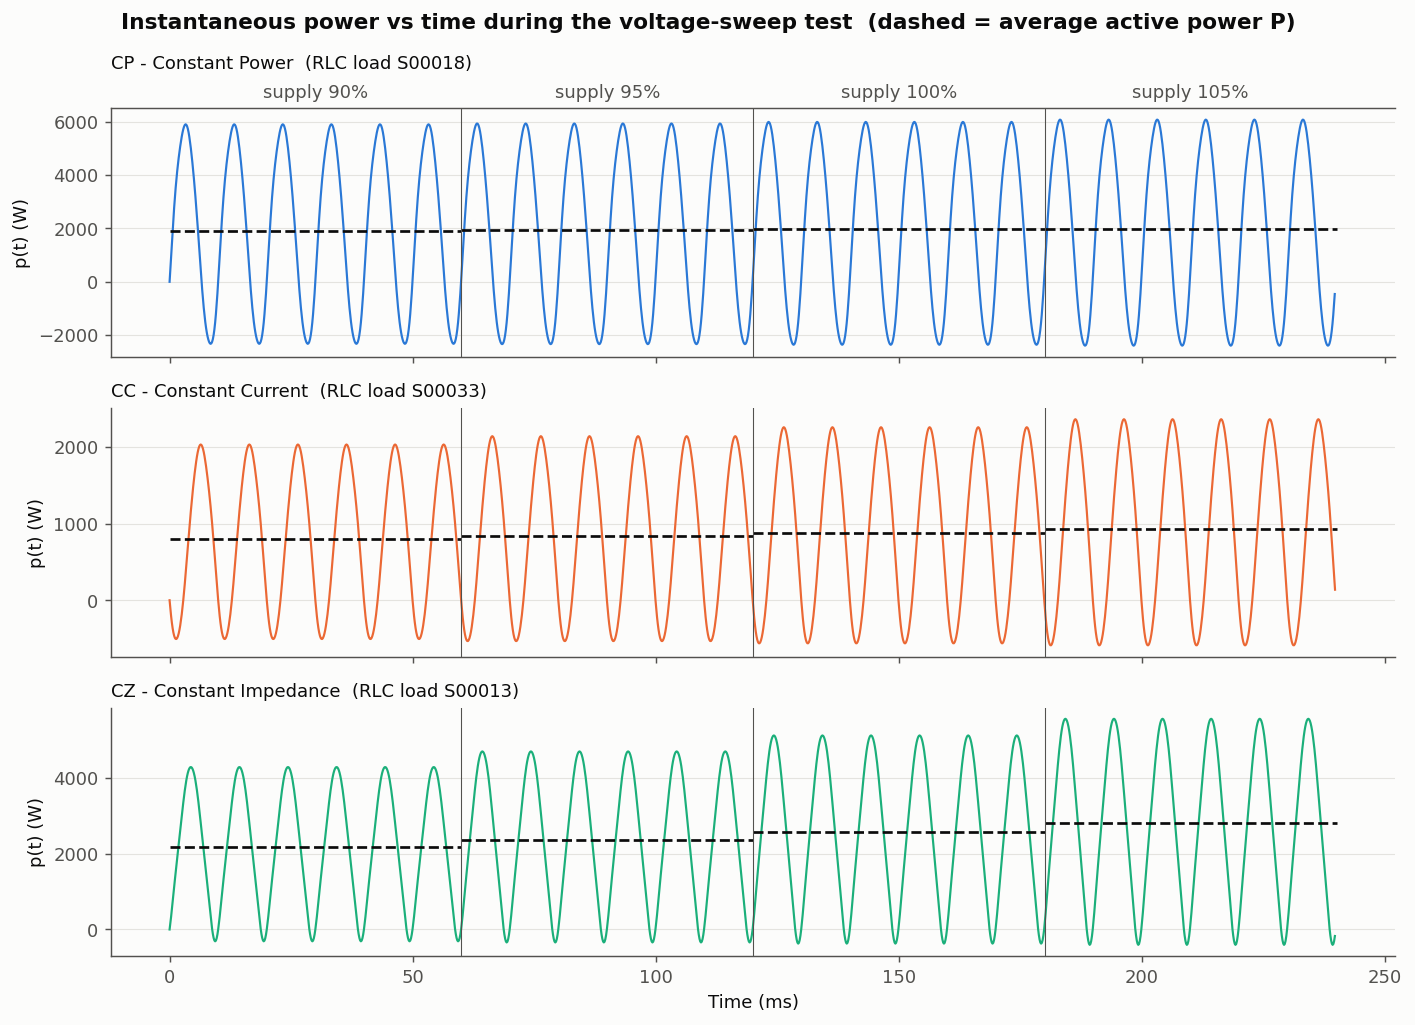 Instantaneous power vs time during the voltage-sweep test  (dashed = average active power P)
CP - Constant Power  (RLC load S00018)
supply 90%
supply 95%
supply 100%
supply 105%
6000
4000
2000
0
−2000
p(t) (W)
CC - Constant Current  (RLC load S00033)
2000
1000
0
p(t) (W)
CZ - Constant Impedance  (RLC load S00013)
4000
2000
0
p(t) (W)
0
50
100
150
200
250
Time (ms)